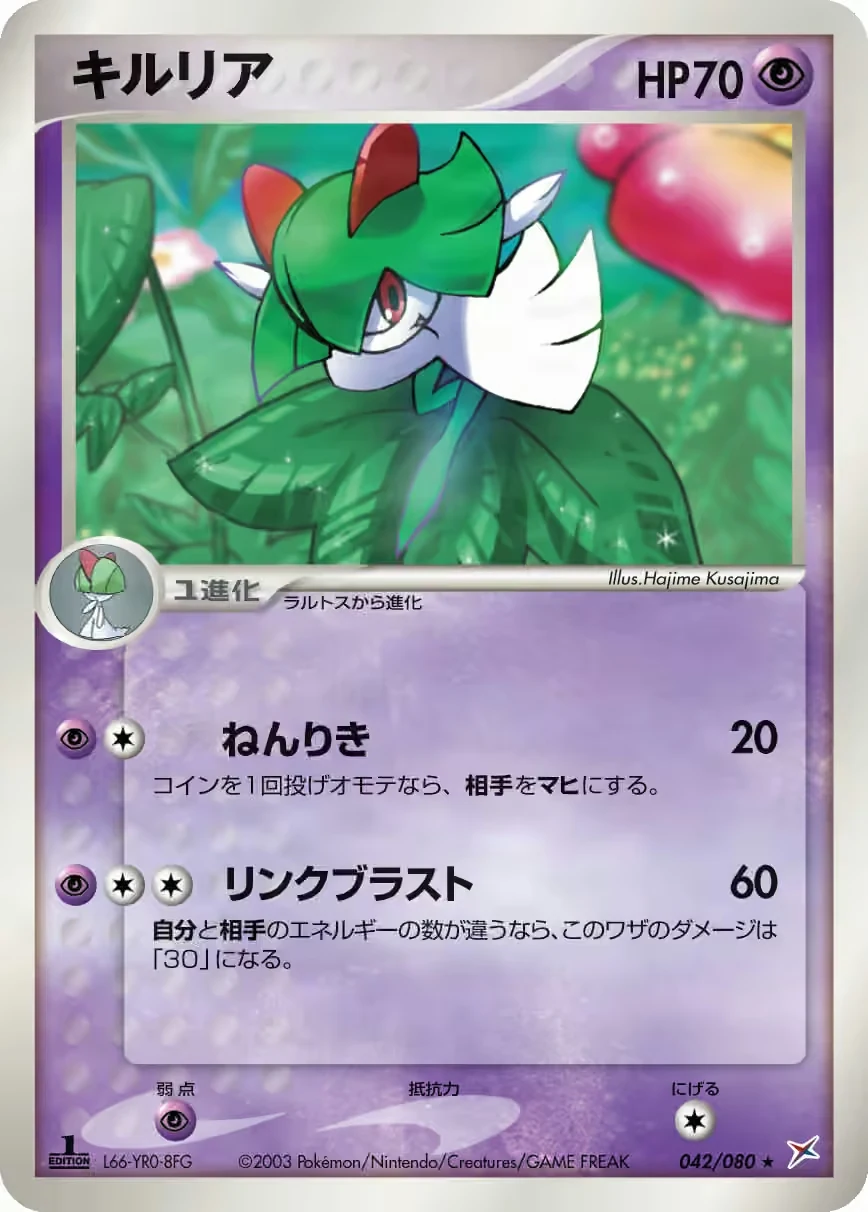 キルリア
HP70
Illus.Hajime Kusajima
1進化
ラルトスから進化
ねんりき 20
コインを1回投げオモテなら、相手をマヒにする。
リンクブラスト 60
自分と相手のエネルギーの数が違うなら、このワザのダメージは
「30」になる。
弱点 抵抗力 にげる
1 EDITION L66-YR0-8FG ©2003 Pokémon/Nintendo/Creatures/GAME FREAK 042/080 ★